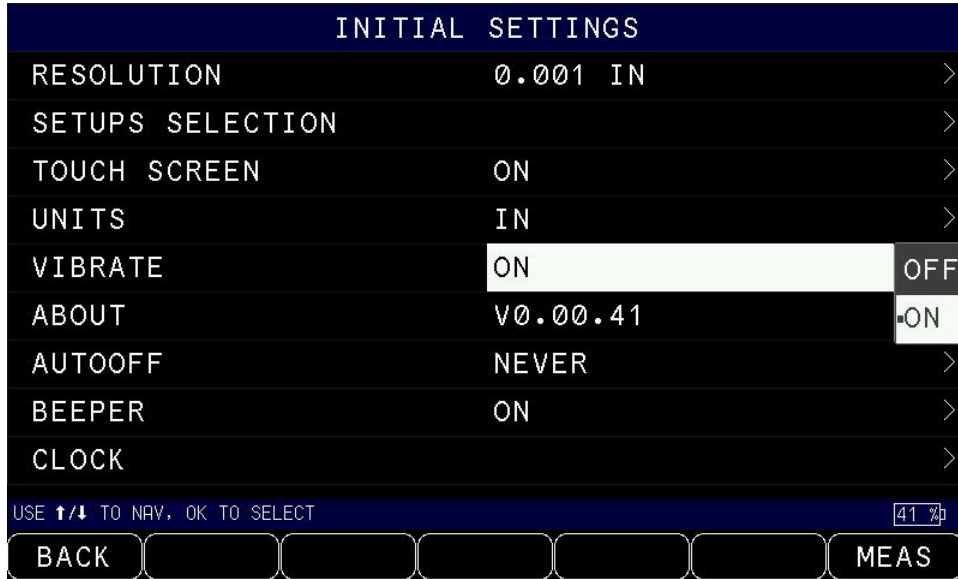 INITIAL SETTINGS
RESOLUTION 0.001 IN >
SETUPS SELECTION >
TOUCH SCREEN ON >
UNITS IN >
VIBRATE ON OFF
ABOUT V0.00.41 ▪ON
AUTOOFF NEVER >
BEEPER ON >
CLOCK >
USE ↑/↓ TO NAV, OK TO SELECT 41 %
BACK MEAS